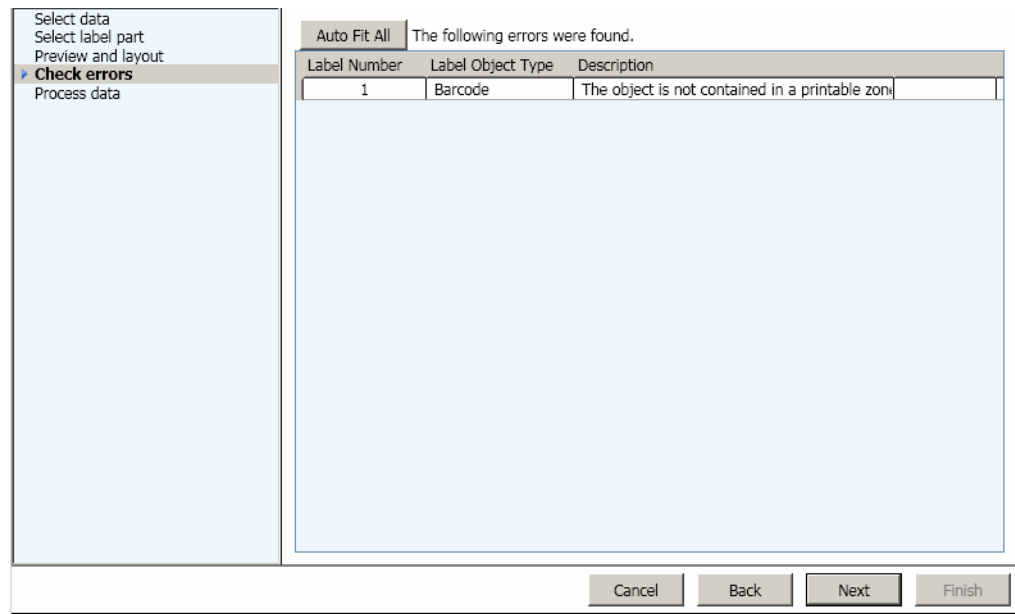 Select data
Select label part
Preview and layout
Check errors
Process data
Auto Fit All The following errors were found.
Label Number Label Object Type Description
1 Barcode The object is not contained in a printable
Cancel Back Next Finish